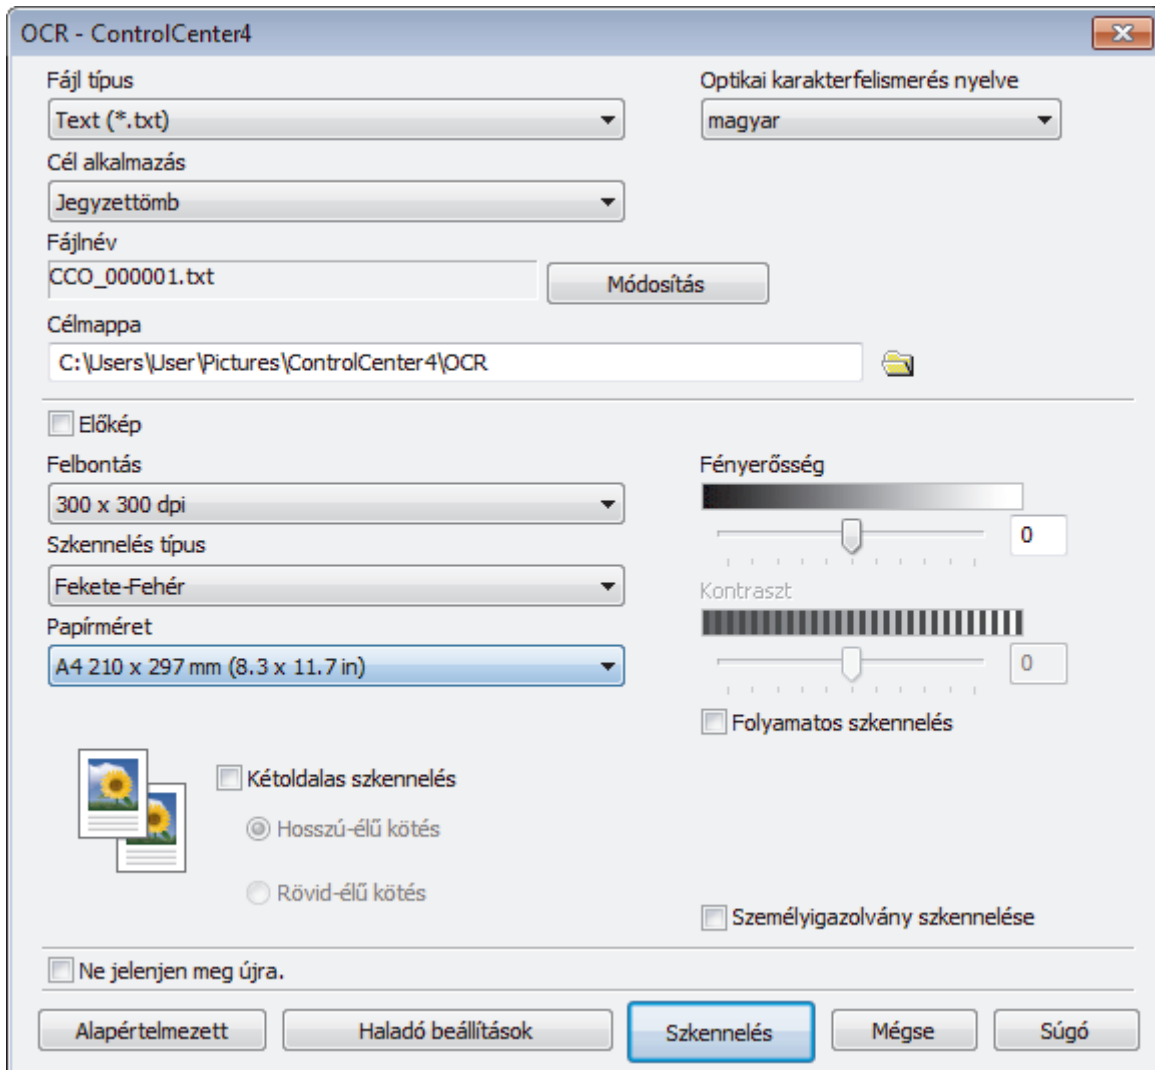 OCR - ControlCenter4
Fájl típus
Text (*.txt)
Optikai karakterfelismerés nyelve
magyar
Cél alkalmazás
Jegyzettömb
Fájlnév
CCO_000001.txt
Módosítás
Célmappa
C:\Users\User\Pictures\ControlCenter4\OCR
Előkép
Felbontás
300 x 300 dpi
Szkennelés típus
Fekete-Fehér
Papírméret
A4 210 x 297 mm (8.3 x 11.7 in)
Fényerősség
0
Kontraszt
0
Folyamatos szkennelés
Kétoldalas szkennelés
Hosszú-élű kötés
Rövid-élű kötés
Személyigazolvány szkennelése
Ne jelenjen meg újra.
Alapértelmezett
Haladó beállítások
Szkennelés
Mégse
Súgó